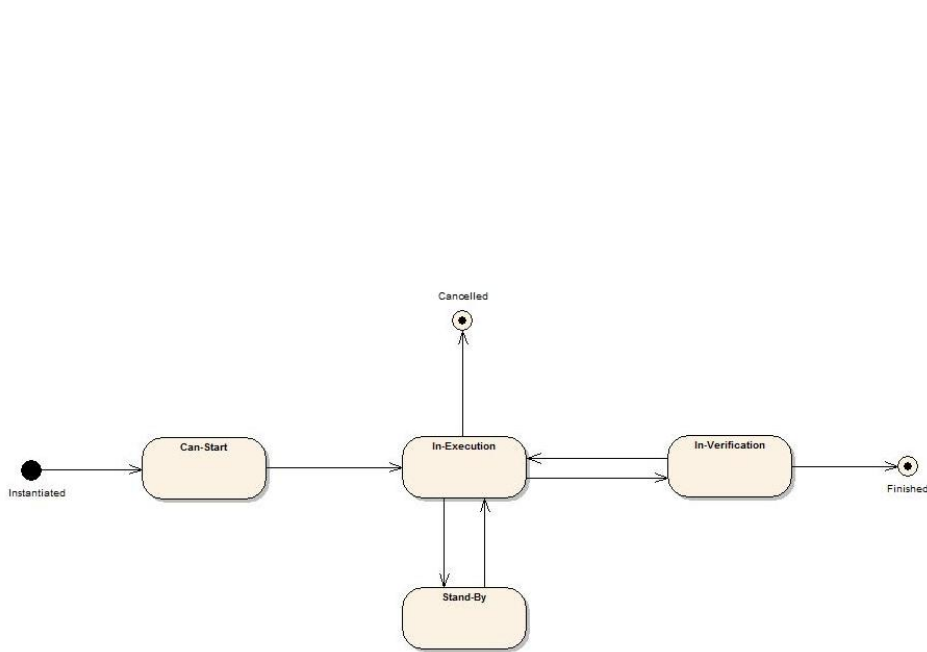 Cancelled
Can-Start
In-Execution
In-Verification
Instantiated
Finished
Stand-By